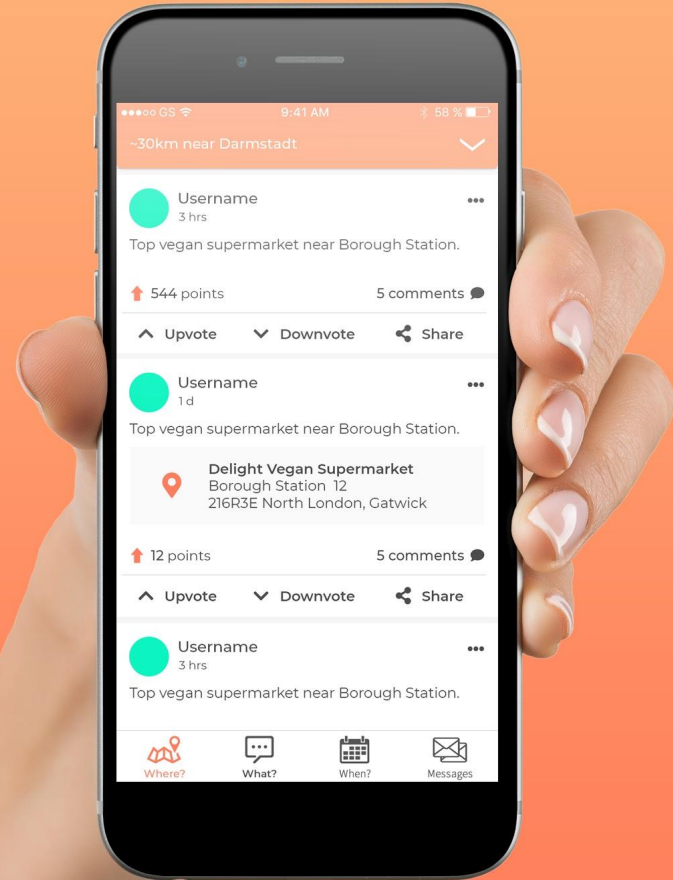 GS 9:41 AM 58 %
~30km near Darmstadt
Username
3 hrs
Top vegan supermarket near Borough Station.
544 points 5 comments
Upvote Downvote Share
Username
1 d
Top vegan supermarket near Borough Station.
Delight Vegan Supermarket
Borough Station 12
216R3E North London, Gatwick
12 points 5 comments
Upvote Downvote Share
Username
3 hrs
Top vegan supermarket near Borough Station.
Where? What? When? Messages